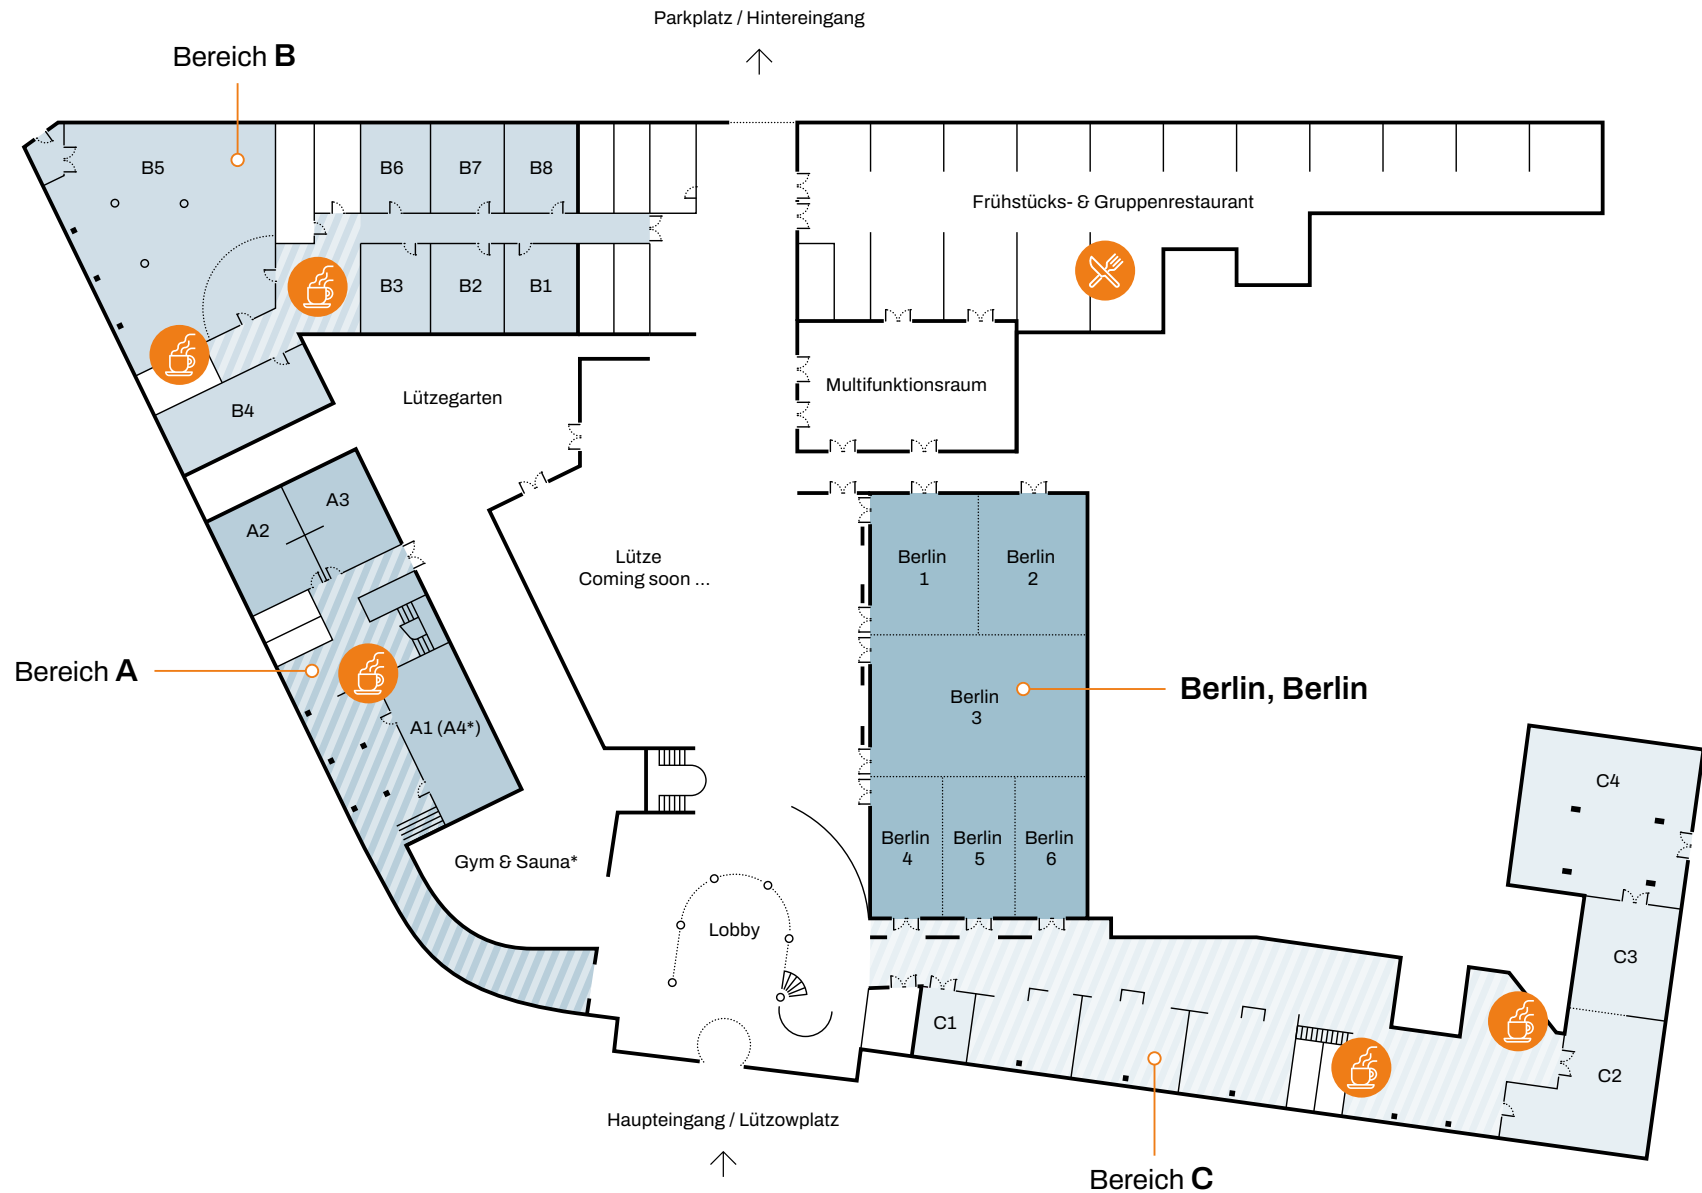 Parkplatz / Hintereingang
Bereich B
B5
B6
B7
B8
Frühstücks- & Gruppenrestaurant
B3
B2
B1
Multifunktionsraum
Lützegarten
B4
A3
A2
Lütze
Coming soon ...
Berlin
1
Berlin
2
Bereich A
Berlin
3
Berlin, Berlin
A1 (A4*)
C4
Berlin
4
Berlin
5
Berlin
6
Gym & Sauna*
Lobby
C3
C1
C2
Haupteingang / Lützowplatz
Bereich C